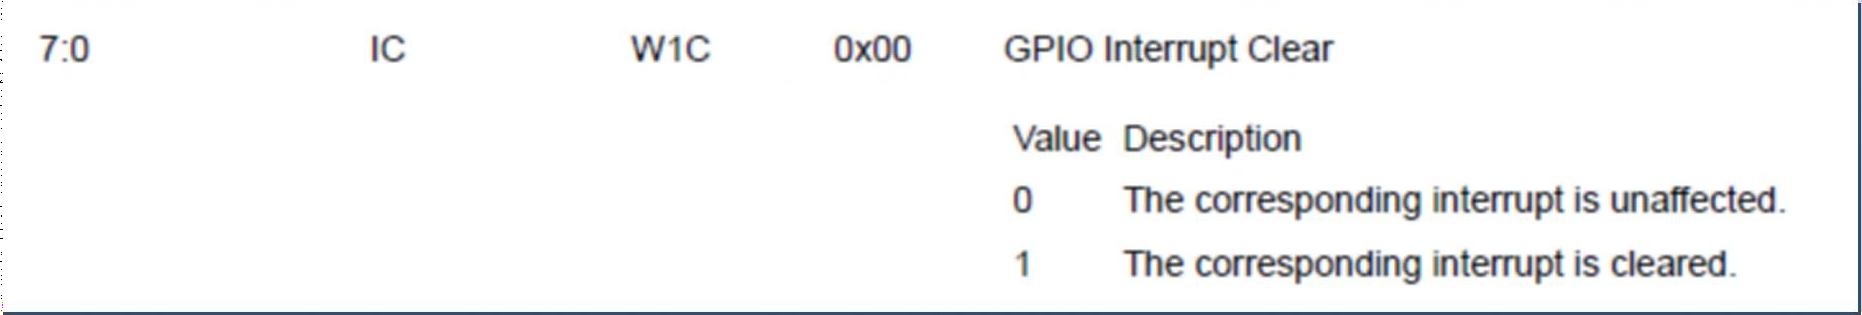 7:0 IC W1C 0x00 GPIO Interrupt Clear
Value Description
0 The corresponding interrupt is unaffected.
1 The corresponding interrupt is cleared.